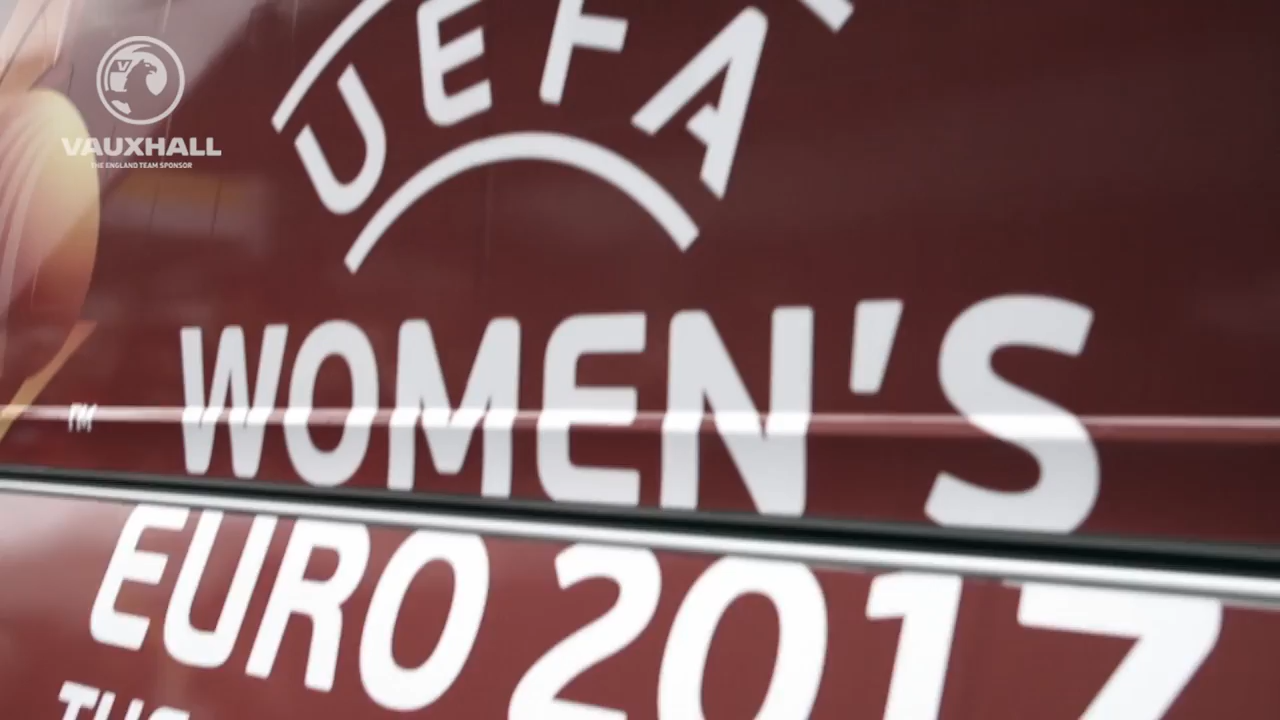 VAUXHALL
THE ENGLAND TEAM SPONSOR
UEFA
WOMEN'S
TM
EURO 2017